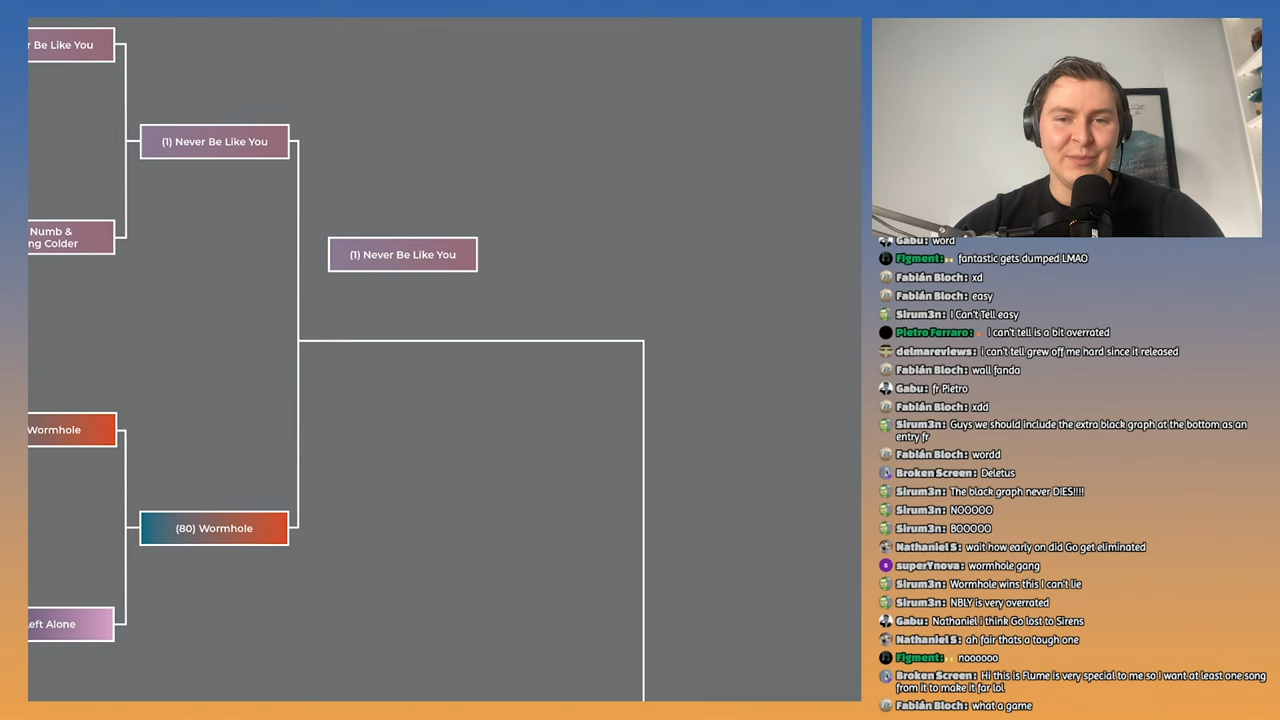 r Be Like You
(1) Never Be Like You
Numb &
ng Colder
(1) Never Be Like You
Wormhole
(80) Wormhole
Left Alone
Gabu: word
Figment: fantastic gets dumped LMAO
Fabián Bloch: xd
Fabián Bloch: easy
Sirum3n: I Can't Tell easy
Pietro Ferraro: i can't tell is a bit overrated
delmareviews: i can't tell grew off me hard since it released
Fabián Bloch: wall fanda
Gabu: fr Pietro
Fabián Bloch: xdd
Sirum3n: Guys we should include the extra black graph at the bottom as an
entry fr
Fabián Bloch: wordd
Broken Screen: Deletus
Sirum3n: The black graph never DIES!!!!
Sirum3n: NOOOOO
Sirum3n: BOOOOO
Nathaniel S: wait how early on did Go get eliminated
superYnova: wormhole gang
Sirum3n: Wormhole wins this I can't lie
Sirum3n: NBLY is very overrated
Gabu: Nathaniel i think Go lost to Sirens
Nathaniel S: ah fair thats a tough one
Figment: noooooo
Broken Screen: Hi this is Flume is very special to me so I want at least one song
from it to make it far lol
Fabián Bloch: what a game